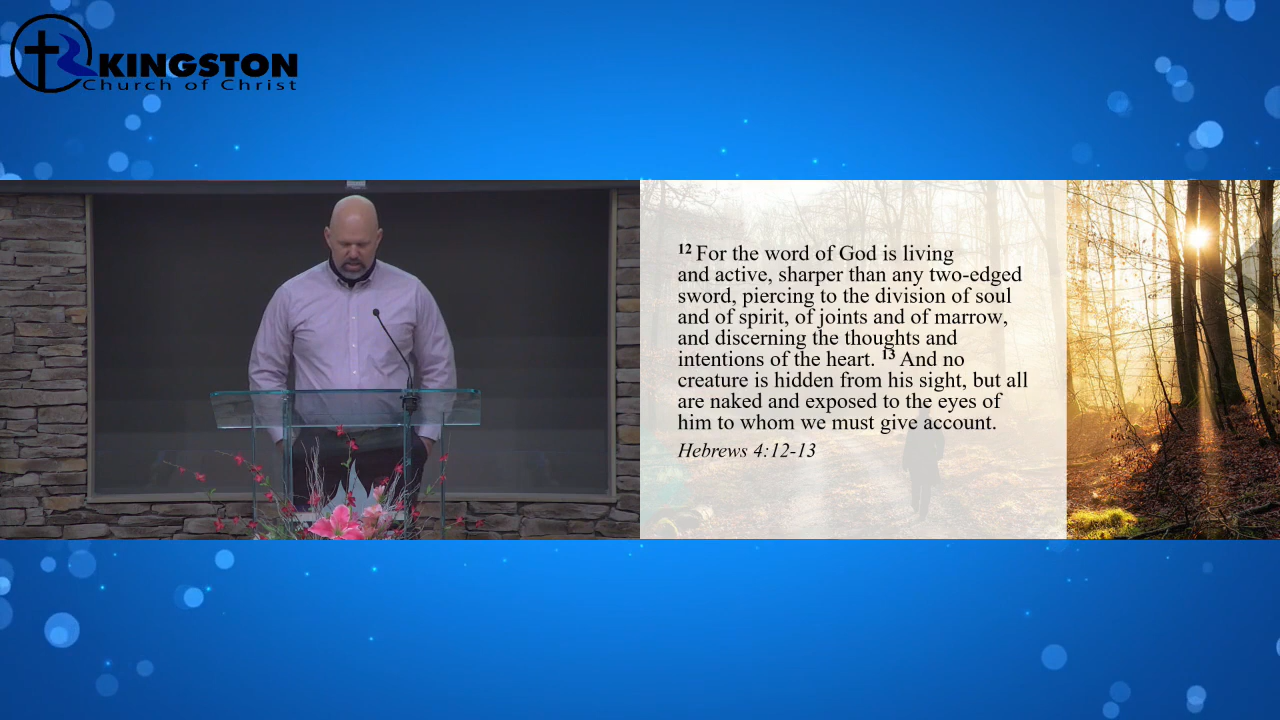 KINGSTON
Church of Christ
12 For the word of God is living
and active, sharper than any two-edged
sword, piercing to the division of soul
and of spirit, of joints and of marrow,
and discerning the thoughts and
intentions of the heart. 13 And no
creature is hidden from his sight, but all
are naked and exposed to the eyes of
him to whom we must give account.
Hebrews 4:12-13